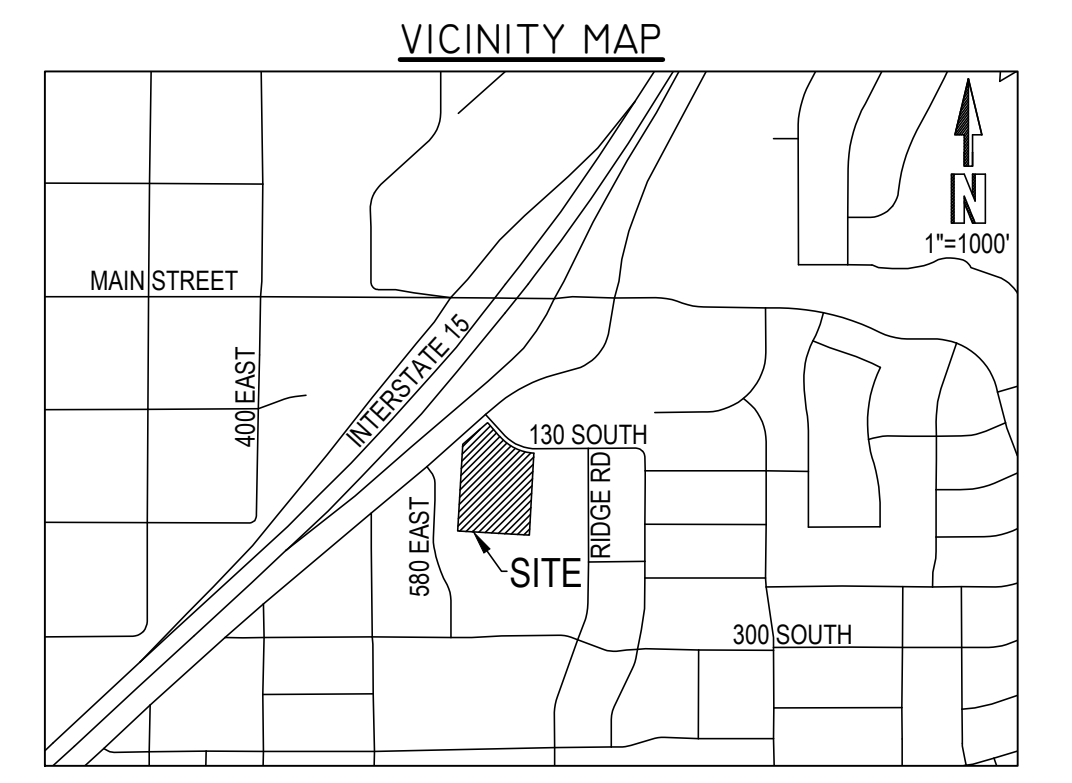 VICINITY MAP
N
1"=1000'
MAIN STREET
INTERSTATE 15
400 EAST
130 SOUTH
RIDGE RD
580 EAST
SITE
300 SOUTH